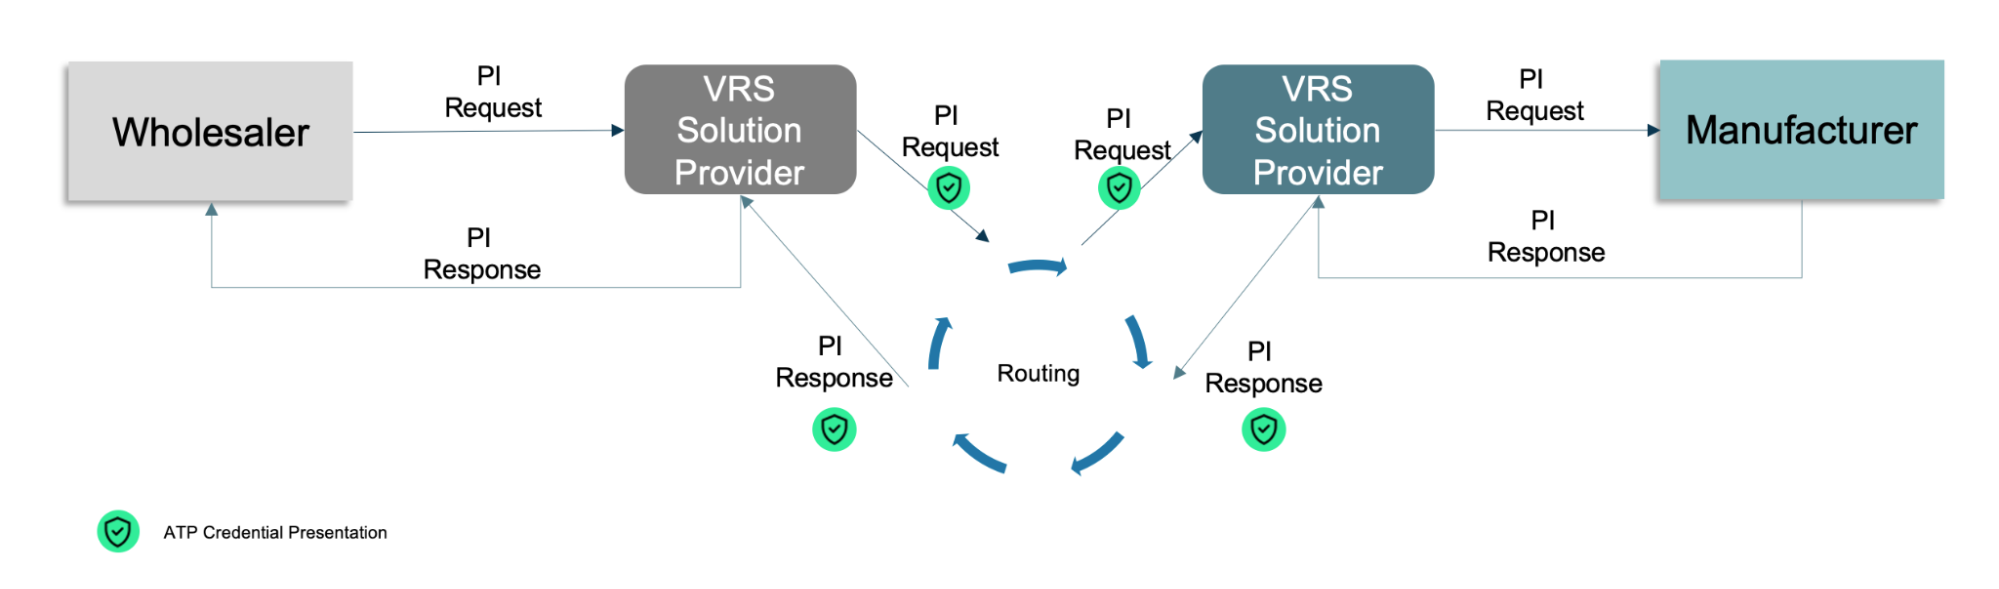 Wholesaler
PI
Request
VRS
Solution
Provider
PI
Request
PI
Request
VRS
Solution
Provider
PI
Request
Manufacturer
PI
Response
PI
Response
PI
Response
Routing
PI
Response
ATP Credential Presentation